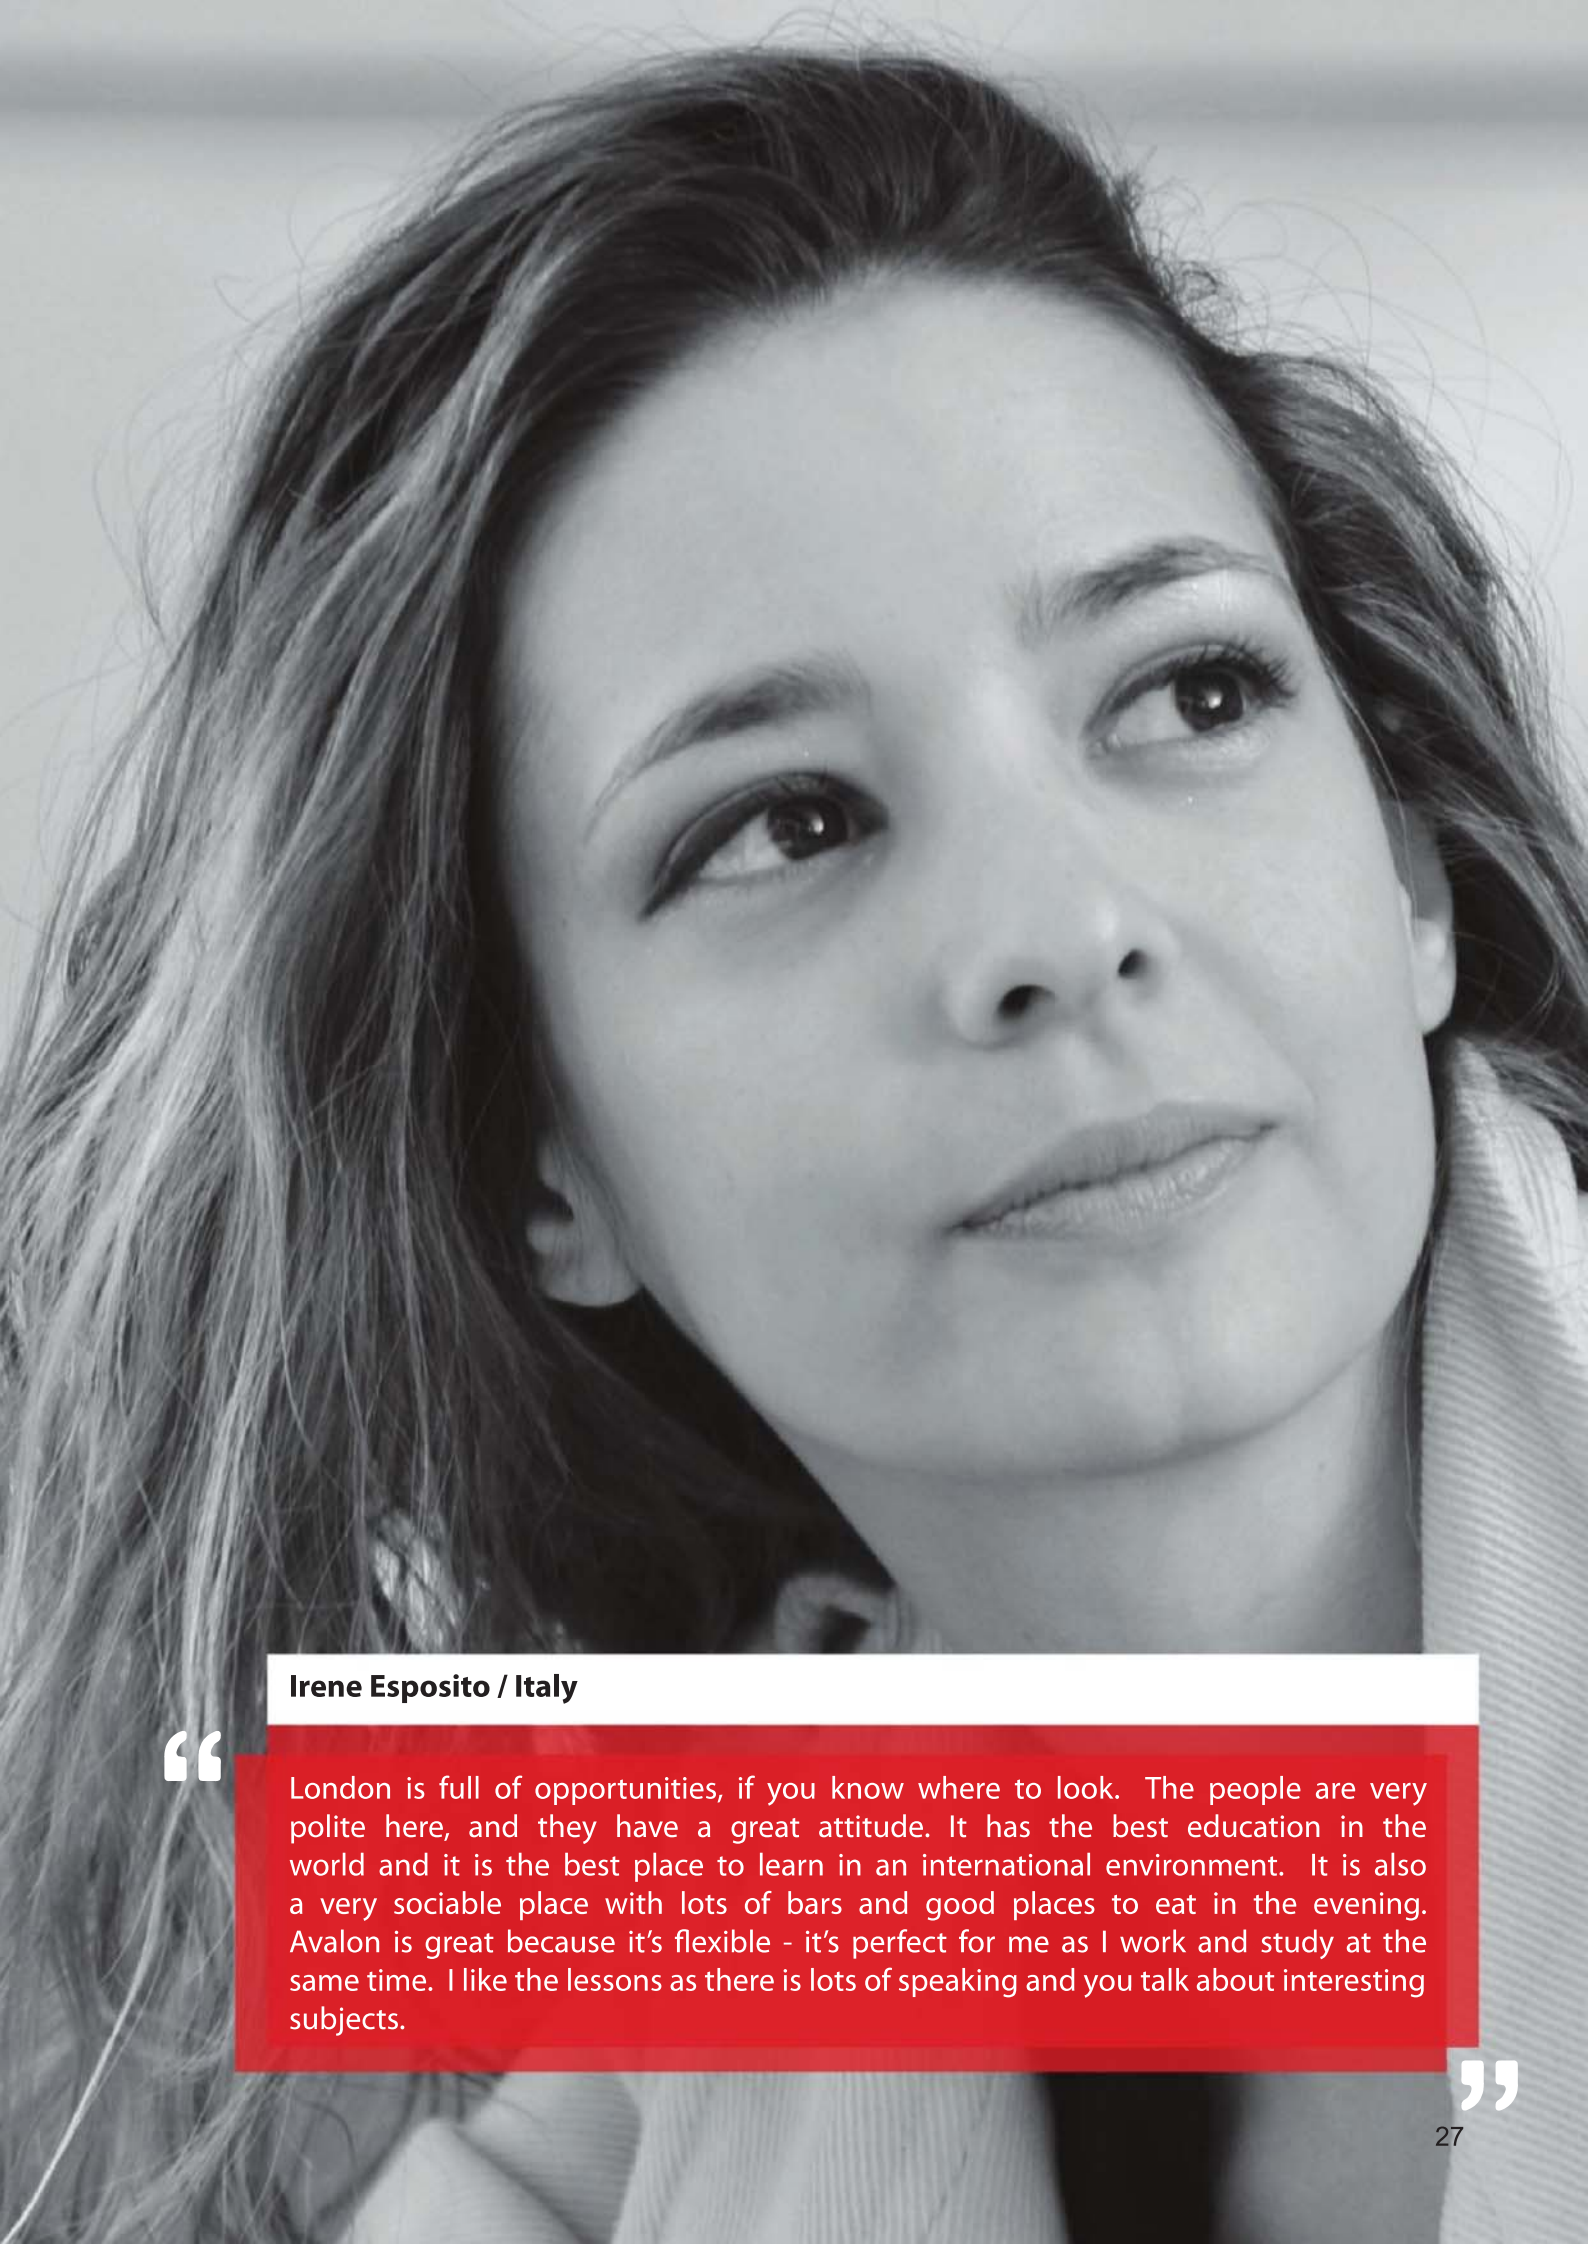 Irene Esposito / Italy
“
London is full of opportunities, if you know where to look. The people are very
polite here, and they have a great attitude. It has the best education in the
world and it is the best place to learn in an international environment. It is also
a very sociable place with lots of bars and good places to eat in the evening.
Avalon is great because it’s flexible - it’s perfect for me as I work and study at the
same time. I like the lessons as there is lots of speaking and you talk about interesting
subjects.
”
27